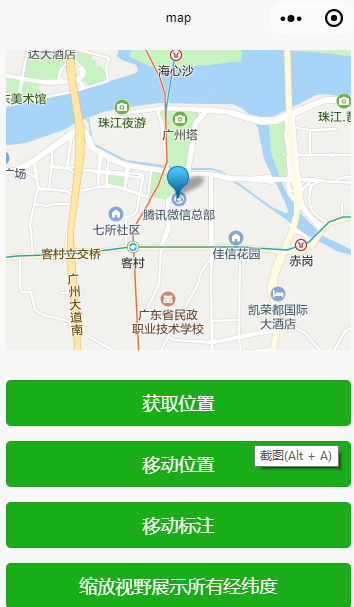 map
达大酒店
海心沙
东美术馆
珠江夜游
珠江.
广州塔
广场
腾讯微信总部
七所社区
客村立交桥
佳信花园
客村
赤岗
广州大道南
凯荣都国际
大酒店
广东省民政
职业技术学校
获取位置
移动位置
截图(Alt + A)
移动标注
缩放视野展示所有经纬度